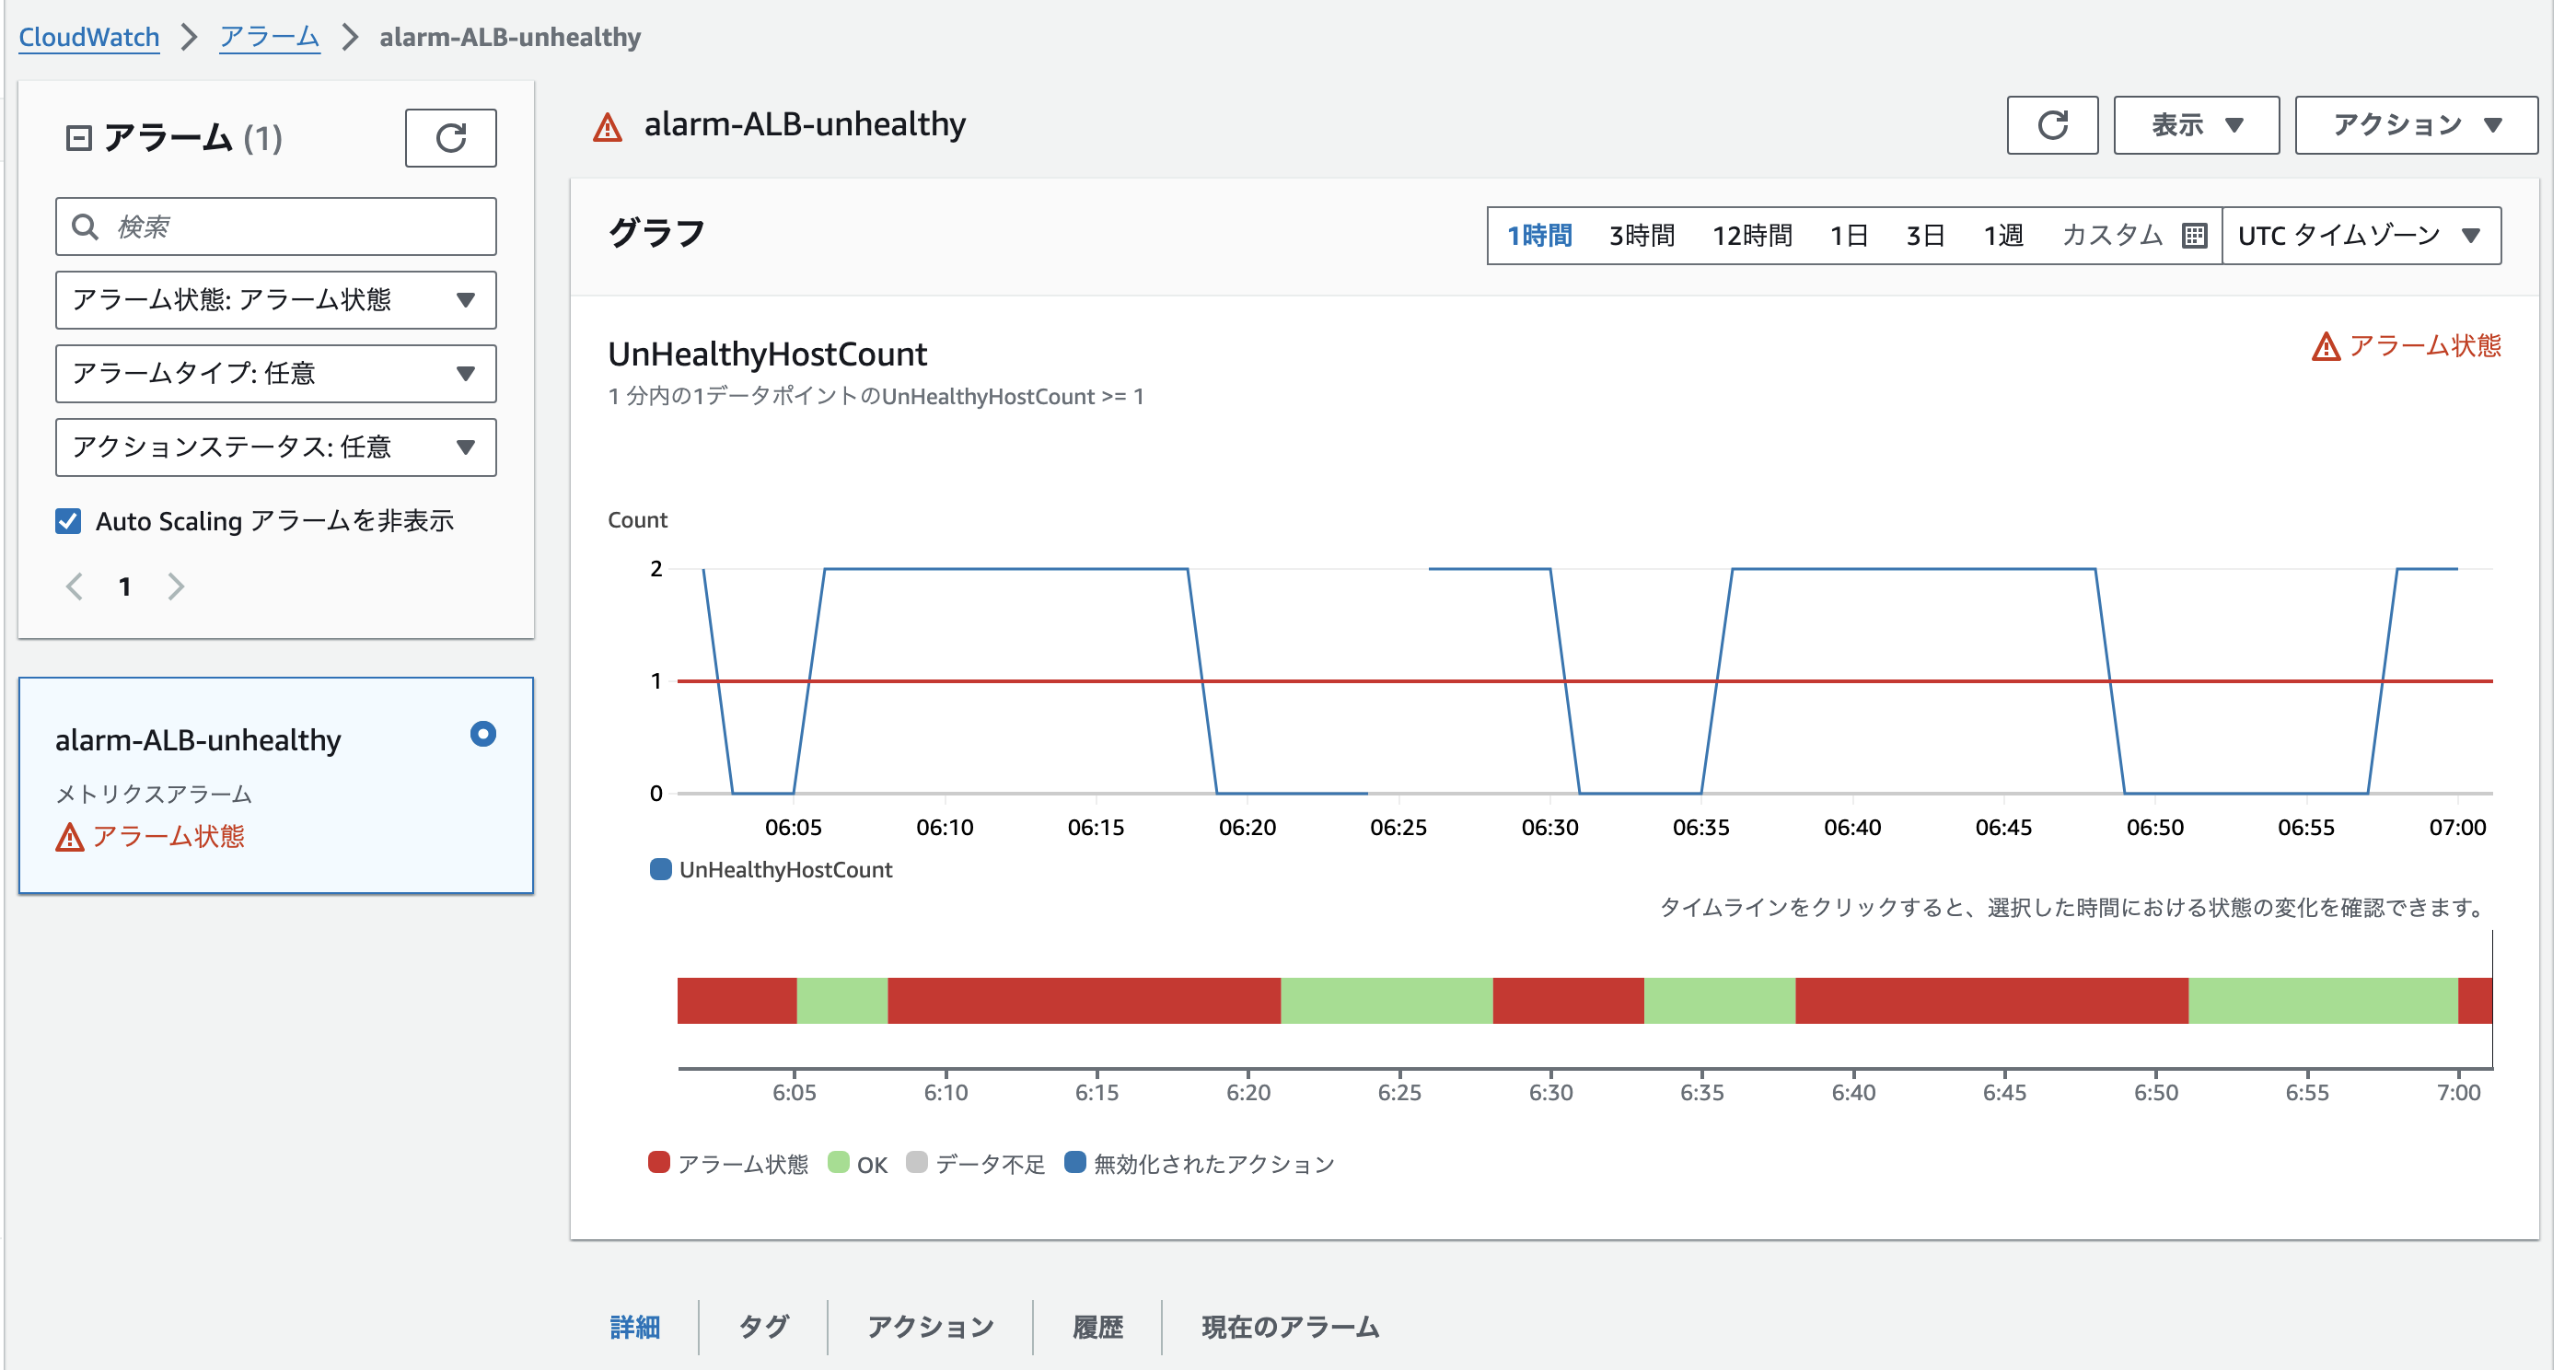 CloudWatch > アラーム > alarm-ALB-unhealthy
アラーム (1)
検索
アラーム状態: アラーム状態
アラームタイプ: 任意
アクションステータス: 任意
Auto Scaling アラームを非表示
1
alarm-ALB-unhealthy
メトリクスアラーム
アラーム状態
alarm-ALB-unhealthy
表示
アクション
グラフ
1時間 3時間 12時間 1日 3日 1週 カスタム UTC タイムゾーン
UnHealthyHostCount
アラーム状態
1 分内の1データポイントのUnHealthyHostCount >= 1
Count
2
1
0
06:05 06:10 06:15 06:20 06:25 06:30 06:35 06:40 06:45 06:50 06:55 07:00
UnHealthyHostCount
タイムラインをクリックすると、選択した時間における状態の変化を確認できます。
6:05 6:10 6:15 6:20 6:25 6:30 6:35 6:40 6:45 6:50 6:55 7:00
アラーム状態 OK データ不足 無効化されたアクション
詳細 タグ アクション 履歴 現在のアラーム